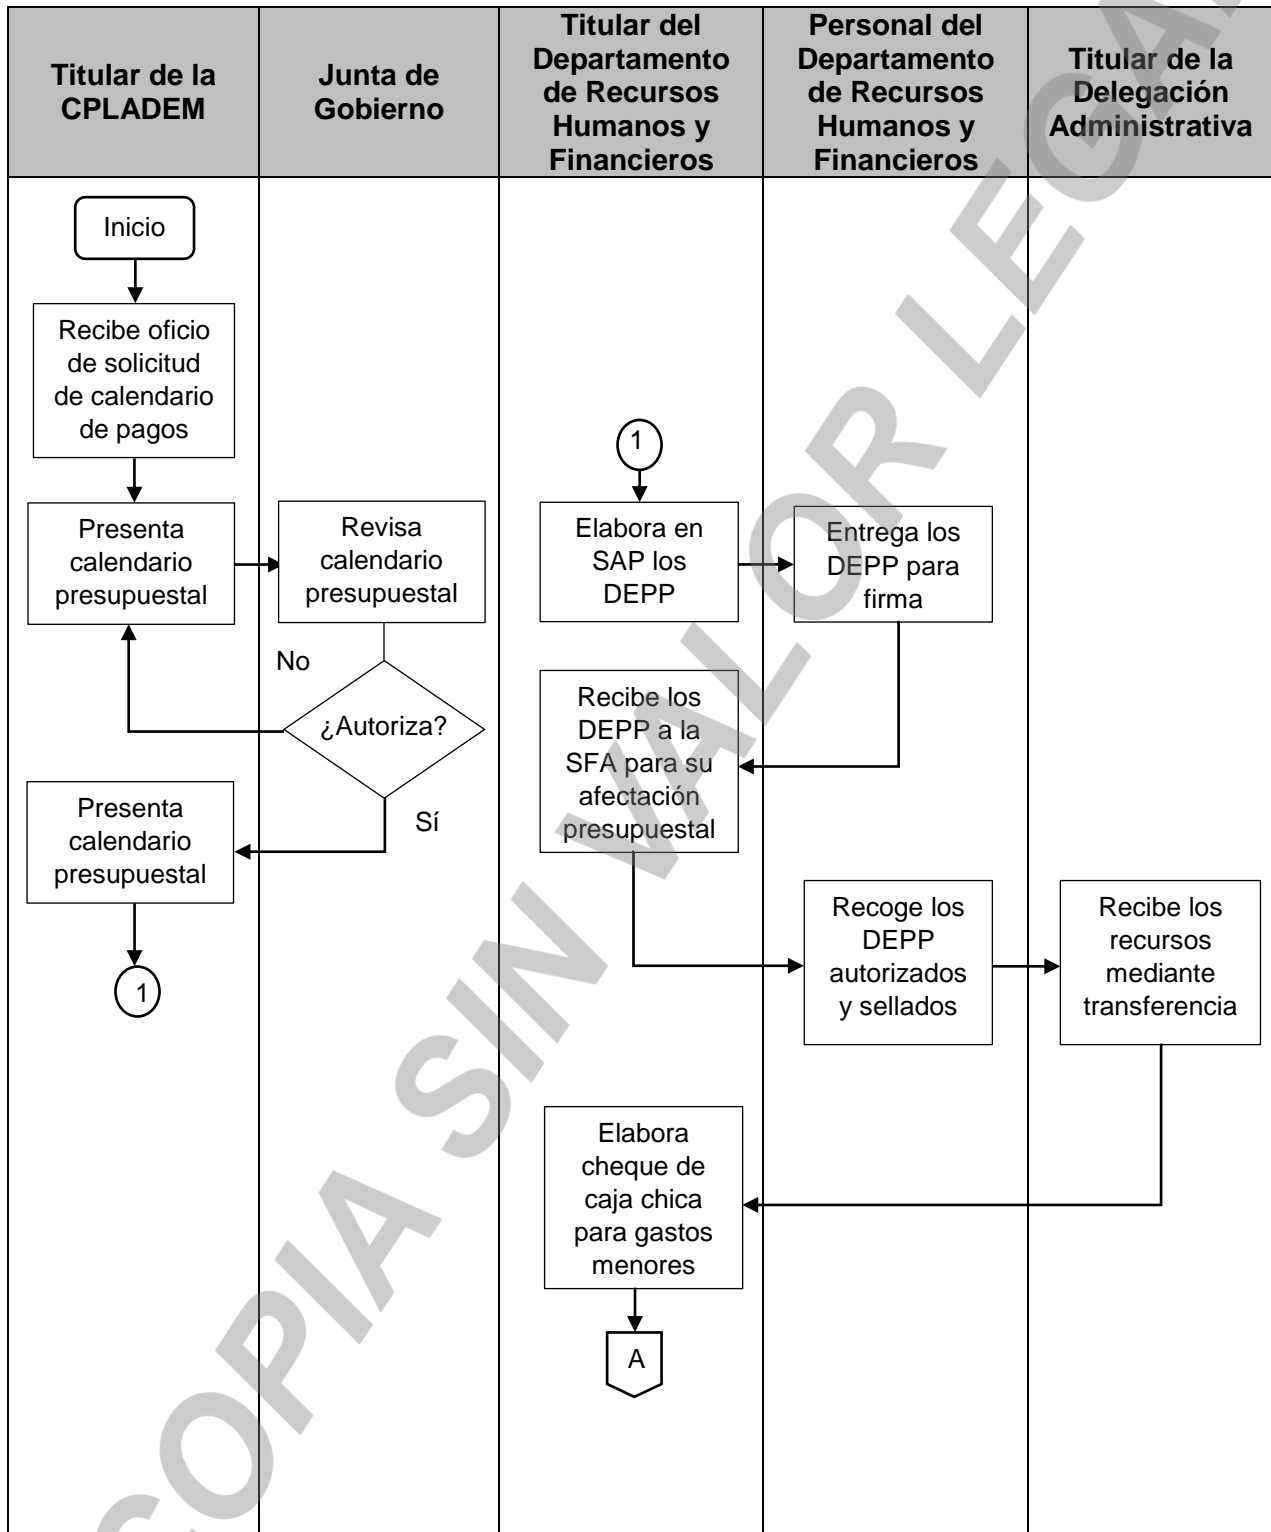 Titular de la
CPLADEM
Junta de
Gobierno
Titular del
Departamento
de Recursos
Humanos y
Financieros
Personal del
Departamento
de Recursos
Humanos y
Financieros
Titular de la
Delegación
Administrativa
Inicio
Recibe oficio
de solicitud
de calendario
de pagos
Presenta
calendario
presupuestal
Revisa
calendario
presupuestal
No
¿Autoriza?
Sí
Presenta
calendario
presupuestal
1
1
Elabora en
SAP los
DEPP
Entrega los
DEPP para
firma
Recibe los
DEPP a la
SFA para su
afectación
presupuestal
Recoge los
DEPP
autorizados
y sellados
Recibe los
recursos
mediante
transferencia
Elabora
cheque de
caja chica
para gastos
menores
A
COPIA SIN VALOR LEGAL